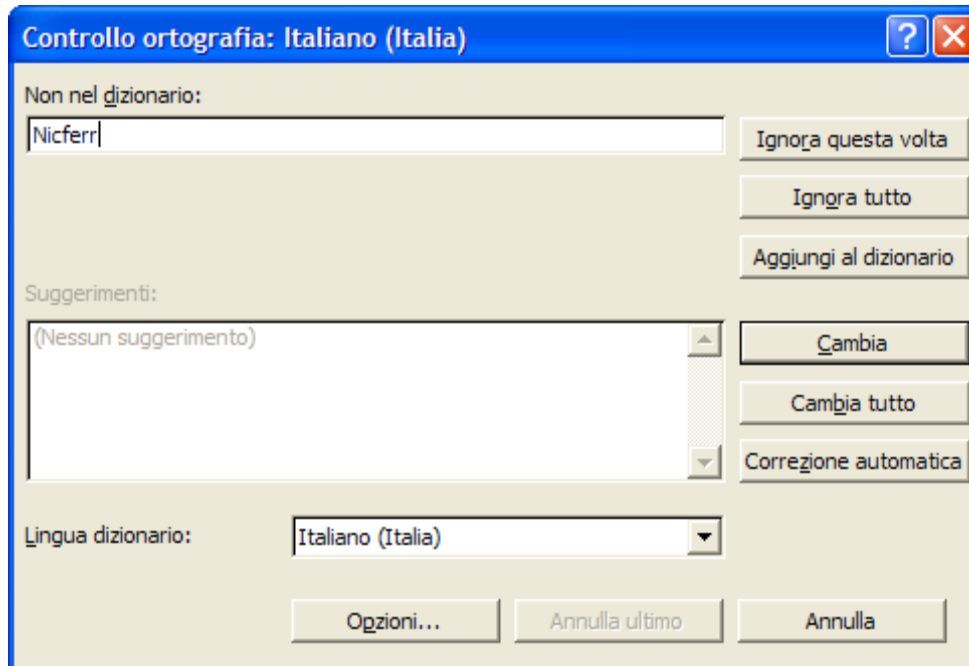 Controllo ortografia: Italiano (Italia)
Non nel dizionario:
Nicferr
Ignora questa volta
Ignora tutto
Aggiungi al dizionario
Suggerimenti:
(Nessun suggerimento)
Cambia
Cambia tutto
Correzione automatica
Lingua dizionario:
Italiano (Italia)
Opzioni...
Annulla ultimo
Annulla